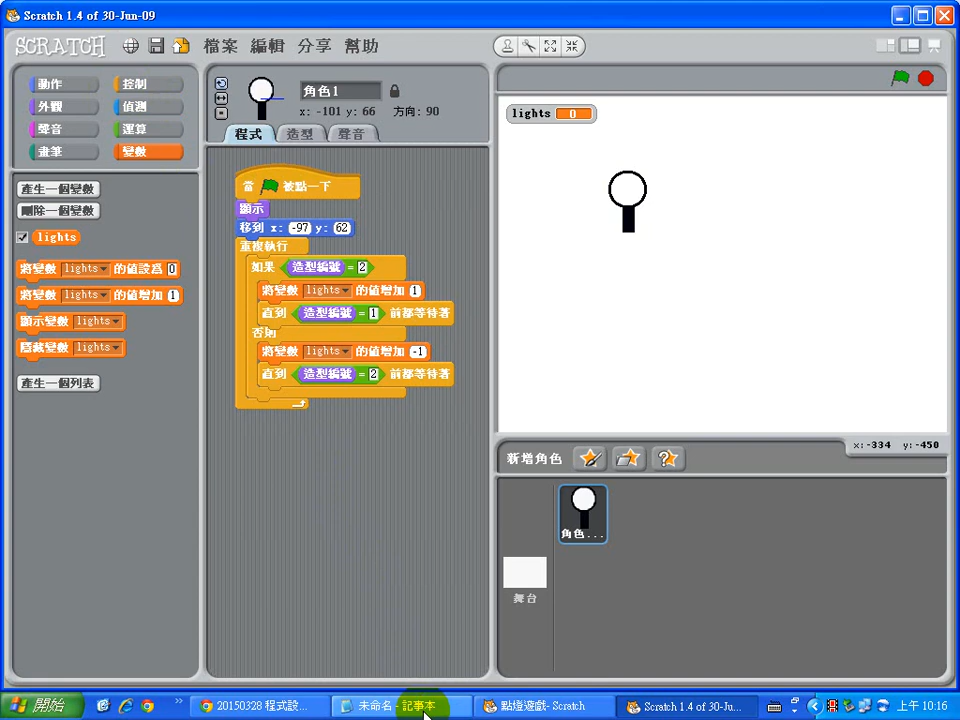 Scratch 1.4 of 30-Jun-09
SCRATCH 檔案 編輯 分享 幫助
動作 控制
外觀 偵測
聲音 運算
畫筆 變數
產生一個變數
刪除一個變數
lights
將變數 lights 的值設為 0
將變數 lights 的值增加 1
顯示變數 lights
隱藏變數 lights
產生一個列表
角色1
x: -101 y: 66 方向: 90
程式 造型 聲音
當 被點一下
顯示
移到 x: -97 y: 62
重複執行
如果 造型編號 = 2
將變數 lights 的值增加 1
直到 造型編號 = 1 前都等待著
否則
將變數 lights 的值增加 -1
直到 造型編號 = 2 前都等待著
lights 0
x: -334 y: -450
新增角色
角色...
舞台
開始 20150328 程式設... 未命名 - 記事本 點燈遊戲- Scratch Scratch 1.4 of 30-Ju... 上午 10:16